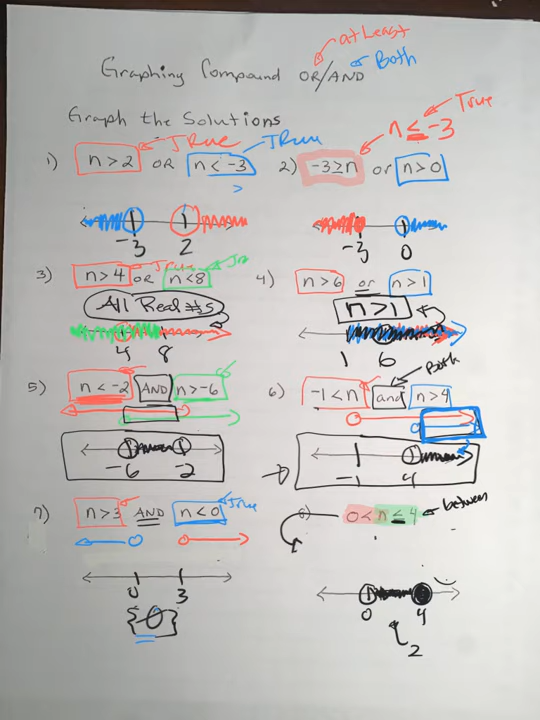 at Least
Graphing Compound OR/AND
Both
Graph the Solutions
True
n ≤ -3
TRUE
TRue
1) n > 2 OR n < -3
>
2) -3 ≥ n or n > 0
-3 2
-3 0
3) n > 4 OR n < 8
4) n > 6 or n > 1
All Real #s
n > 1
4 8
1 6
Both
5) n < -2 AND n > -6
6) -1 < n and n > 4
-6 -2
-1 4
True
7) n > 3 AND n < 0
8) 0 < n ≤ 4
between
0 3
{∅}
0 4
2